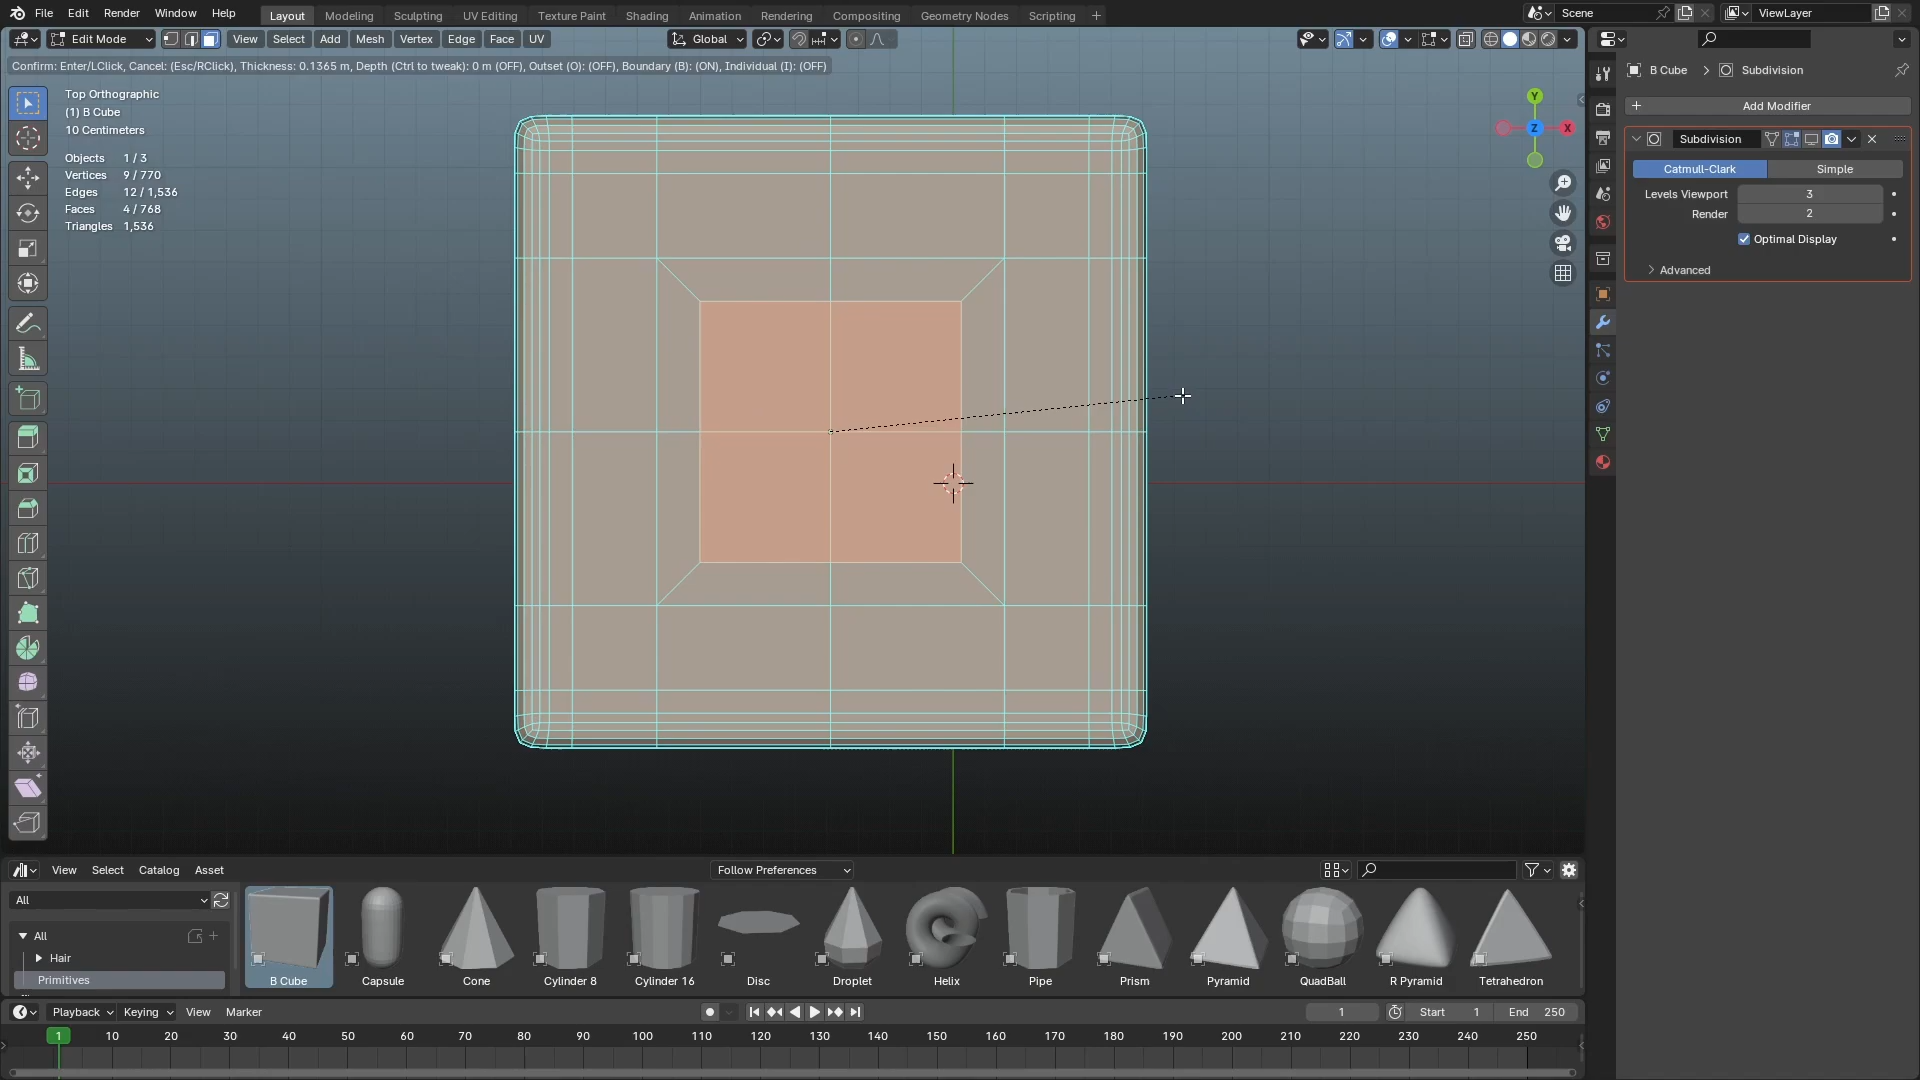 File Edit Render Window Help
Layout Modeling Sculpting UV Editing Texture Paint Shading Animation Rendering Compositing Geometry Nodes Scripting +
Scene ViewLayer
Edit Mode View Select Add Mesh Vertex Edge Face UV Global
Confirm: Enter/LClick, Cancel: (Esc/RClick), Thickness: 0.1365 m, Depth (Ctrl to tweak): 0 m (OFF), Outset (O): (OFF), Boundary (B): (ON), Individual (I): (OFF)
Top Orthographic
(1) B Cube
10 Centimeters
Objects 1 / 3
Vertices 9 / 770
Edges 12 / 1,536
Faces 4 / 768
Triangles 1,536
Y
Z X
B Cube Subdivision
+ Add Modifier
Subdivision
Catmull-Clark Simple
Levels Viewport 3
Render 2
Optimal Display
Advanced
View Select Catalog Asset Follow Preferences
All
All
Hair
Primitives
B Cube Capsule Cone Cylinder 8 Cylinder 16 Disc Droplet Helix Pipe Prism Pyramid QuadBall R Pyramid Tetrahedron
Playback Keying View Marker 1 Start 1 End 250
1 10 20 30 40 50 60 70 80 90 100 110 120 130 140 150 160 170 180 190 200 210 220 230 240 250